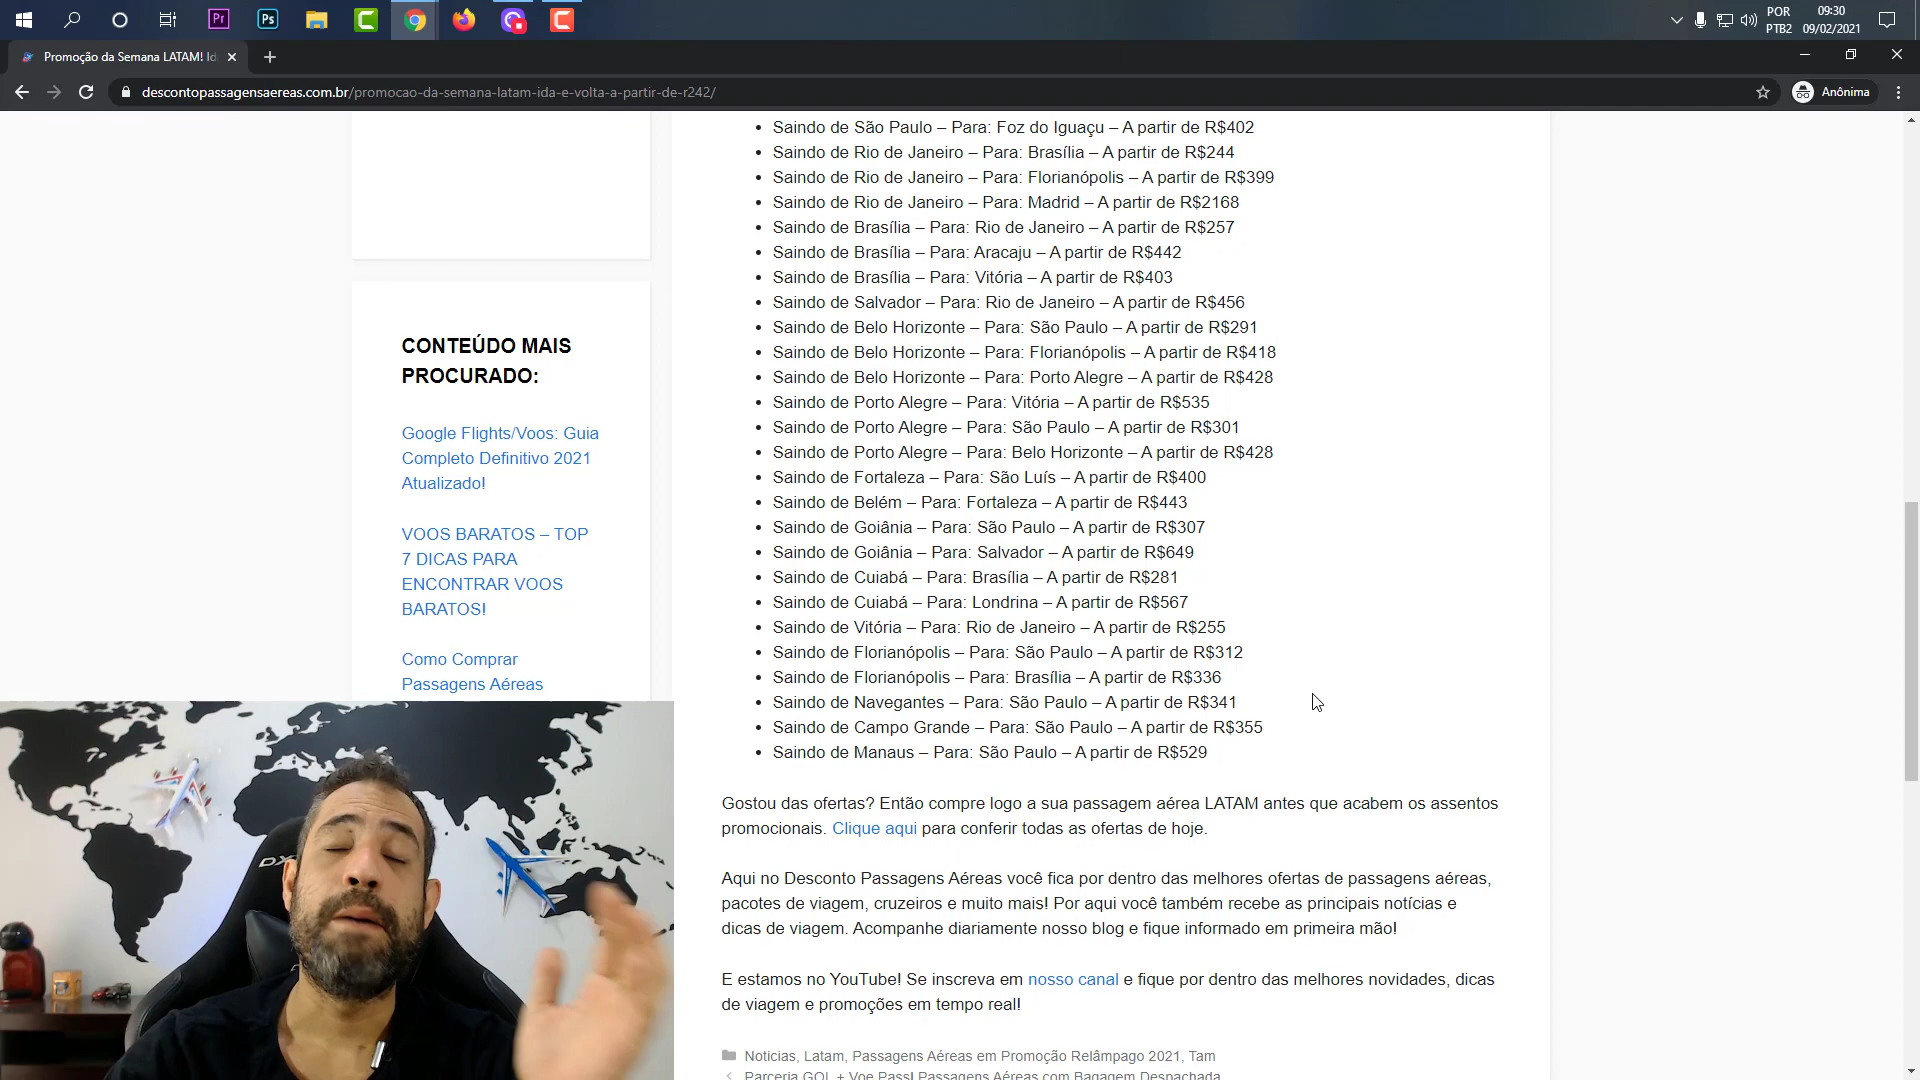 Pr
Ps
C
C
POR
PTB2
09:30
09/02/2021
Promoção da Semana LATAM! Id
descontopassagensaereas.com.br/promocao-da-semana-latam-ida-e-volta-a-partir-de-r242/
Anônima
CONTEÚDO MAIS
PROCURADO:
Google Flights/Voos: Guia
Completo Definitivo 2021
Atualizado!
VOOS BARATOS – TOP
7 DICAS PARA
ENCONTRAR VOOS
BARATOS!
Como Comprar
Passagens Aéreas
• Saindo de São Paulo – Para: Foz do Iguaçu – A partir de R$402
• Saindo de Rio de Janeiro – Para: Brasília – A partir de R$244
• Saindo de Rio de Janeiro – Para: Florianópolis – A partir de R$399
• Saindo de Rio de Janeiro – Para: Madrid – A partir de R$2168
• Saindo de Brasília – Para: Rio de Janeiro – A partir de R$257
• Saindo de Brasília – Para: Aracaju – A partir de R$442
• Saindo de Brasília – Para: Vitória – A partir de R$403
• Saindo de Salvador – Para: Rio de Janeiro – A partir de R$456
• Saindo de Belo Horizonte – Para: São Paulo – A partir de R$291
• Saindo de Belo Horizonte – Para: Florianópolis – A partir de R$418
• Saindo de Belo Horizonte – Para: Porto Alegre – A partir de R$428
• Saindo de Porto Alegre – Para: Vitória – A partir de R$535
• Saindo de Porto Alegre – Para: São Paulo – A partir de R$301
• Saindo de Porto Alegre – Para: Belo Horizonte – A partir de R$428
• Saindo de Fortaleza – Para: São Luís – A partir de R$400
• Saindo de Belém – Para: Fortaleza – A partir de R$443
• Saindo de Goiânia – Para: São Paulo – A partir de R$307
• Saindo de Goiânia – Para: Salvador – A partir de R$649
• Saindo de Cuiabá – Para: Brasília – A partir de R$281
• Saindo de Cuiabá – Para: Londrina – A partir de R$567
• Saindo de Vitória – Para: Rio de Janeiro – A partir de R$255
• Saindo de Florianópolis – Para: São Paulo – A partir de R$312
• Saindo de Florianópolis – Para: Brasília – A partir de R$336
• Saindo de Navegantes – Para: São Paulo – A partir de R$341
• Saindo de Campo Grande – Para: São Paulo – A partir de R$355
• Saindo de Manaus – Para: São Paulo – A partir de R$529
Gostou das ofertas? Então compre logo a sua passagem aérea LATAM antes que acabem os assentos
promocionais. Clique aqui para conferir todas as ofertas de hoje.
Aqui no Desconto Passagens Aéreas você fica por dentro das melhores ofertas de passagens aéreas,
pacotes de viagem, cruzeiros e muito mais! Por aqui você também recebe as principais notícias e
dicas de viagem. Acompanhe diariamente nosso blog e fique informado em primeira mão!
E estamos no YouTube! Se inscreva em nosso canal e fique por dentro das melhores novidades, dicas
de viagem e promoções em tempo real!
Noticias, Latam, Passagens Aéreas em Promoção Relâmpago 2021, Tam
Parceria GOL + Voe Pass! Passagens Aéreas com Bagagem Despachada
DX